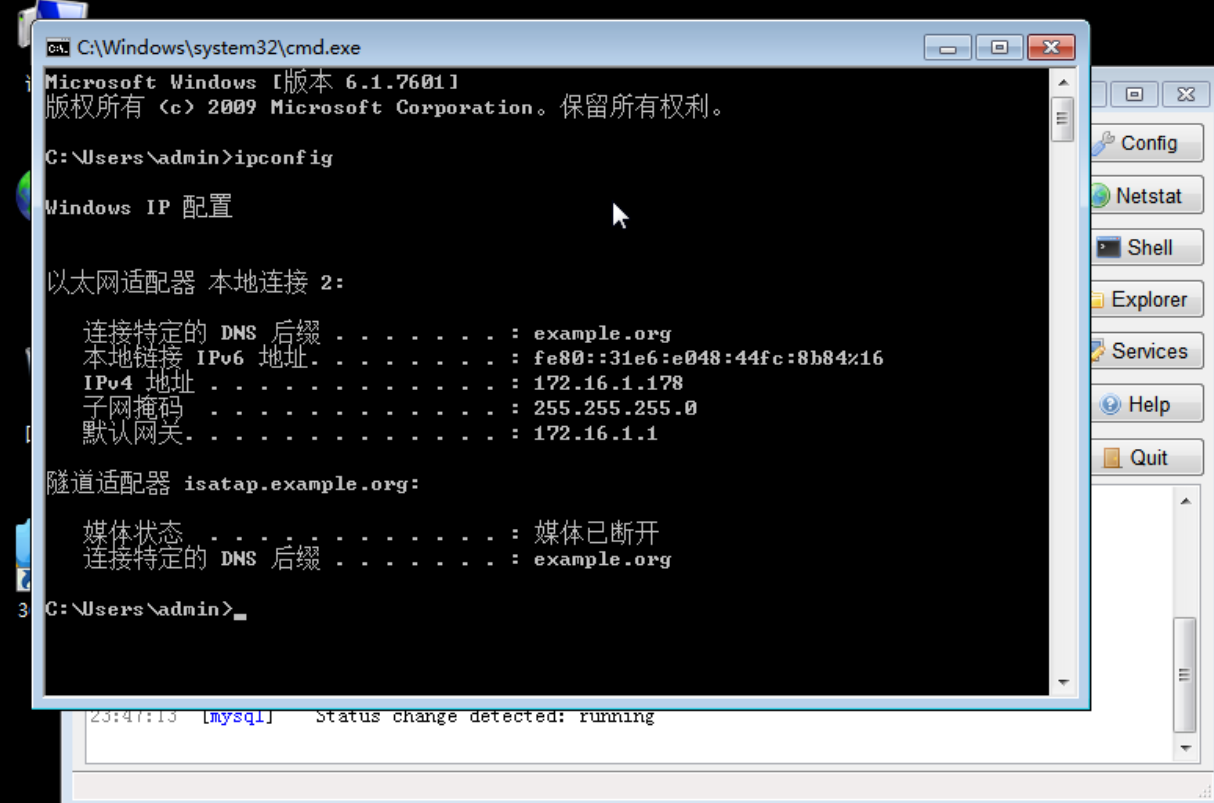 C:\Windows\system32\cmd.exe
Microsoft Windows [版本 6.1.7601]
版权所有 (c) 2009 Microsoft Corporation。保留所有权利。
C:\Users\admin>ipconfig
Windows IP 配置
以太网适配器 本地连接 2:
连接特定的 DNS 后缀 . . . . . . . : example.org
本地链接 IPv6 地址. . . . . . . . : fe80::31e6:e048:44fc:8b84%16
IPv4 地址 . . . . . . . . . . . . : 172.16.1.178
子网掩码 . . . . . . . . . . . . : 255.255.255.0
默认网关. . . . . . . . . . . . . : 172.16.1.1
隧道适配器 isatap.example.org:
媒体状态 . . . . . . . . . . . . : 媒体已断开
连接特定的 DNS 后缀 . . . . . . . : example.org
C:\Users\admin>
Config
Netstat
Shell
Explorer
Services
Help
Quit
23:47:13 [mysql] Status change detected: running